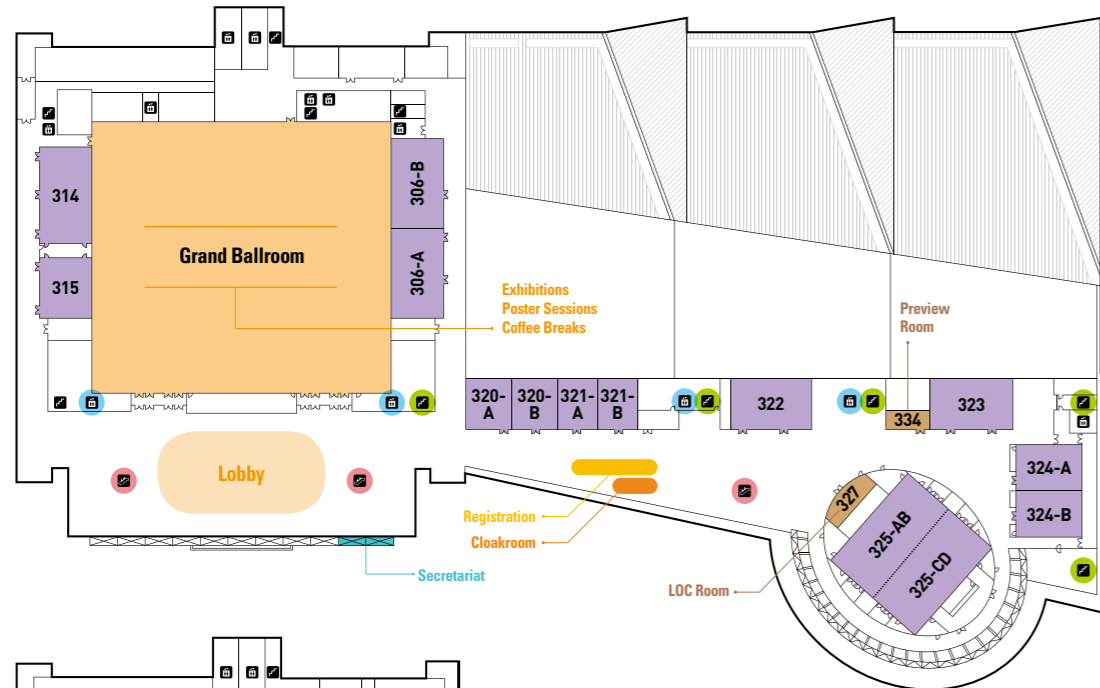 314
315
Grand Ballroom
306-B
306-A
Exhibitions
Poster Sessions
Coffee Breaks
Preview
Room
320-
A
320-
B
321-
A
321-
B
322
334
323
Lobby
324-A
324-B
Registration
Cloakroom
327
325-AB
325-CD
Secretariat
LOC Room